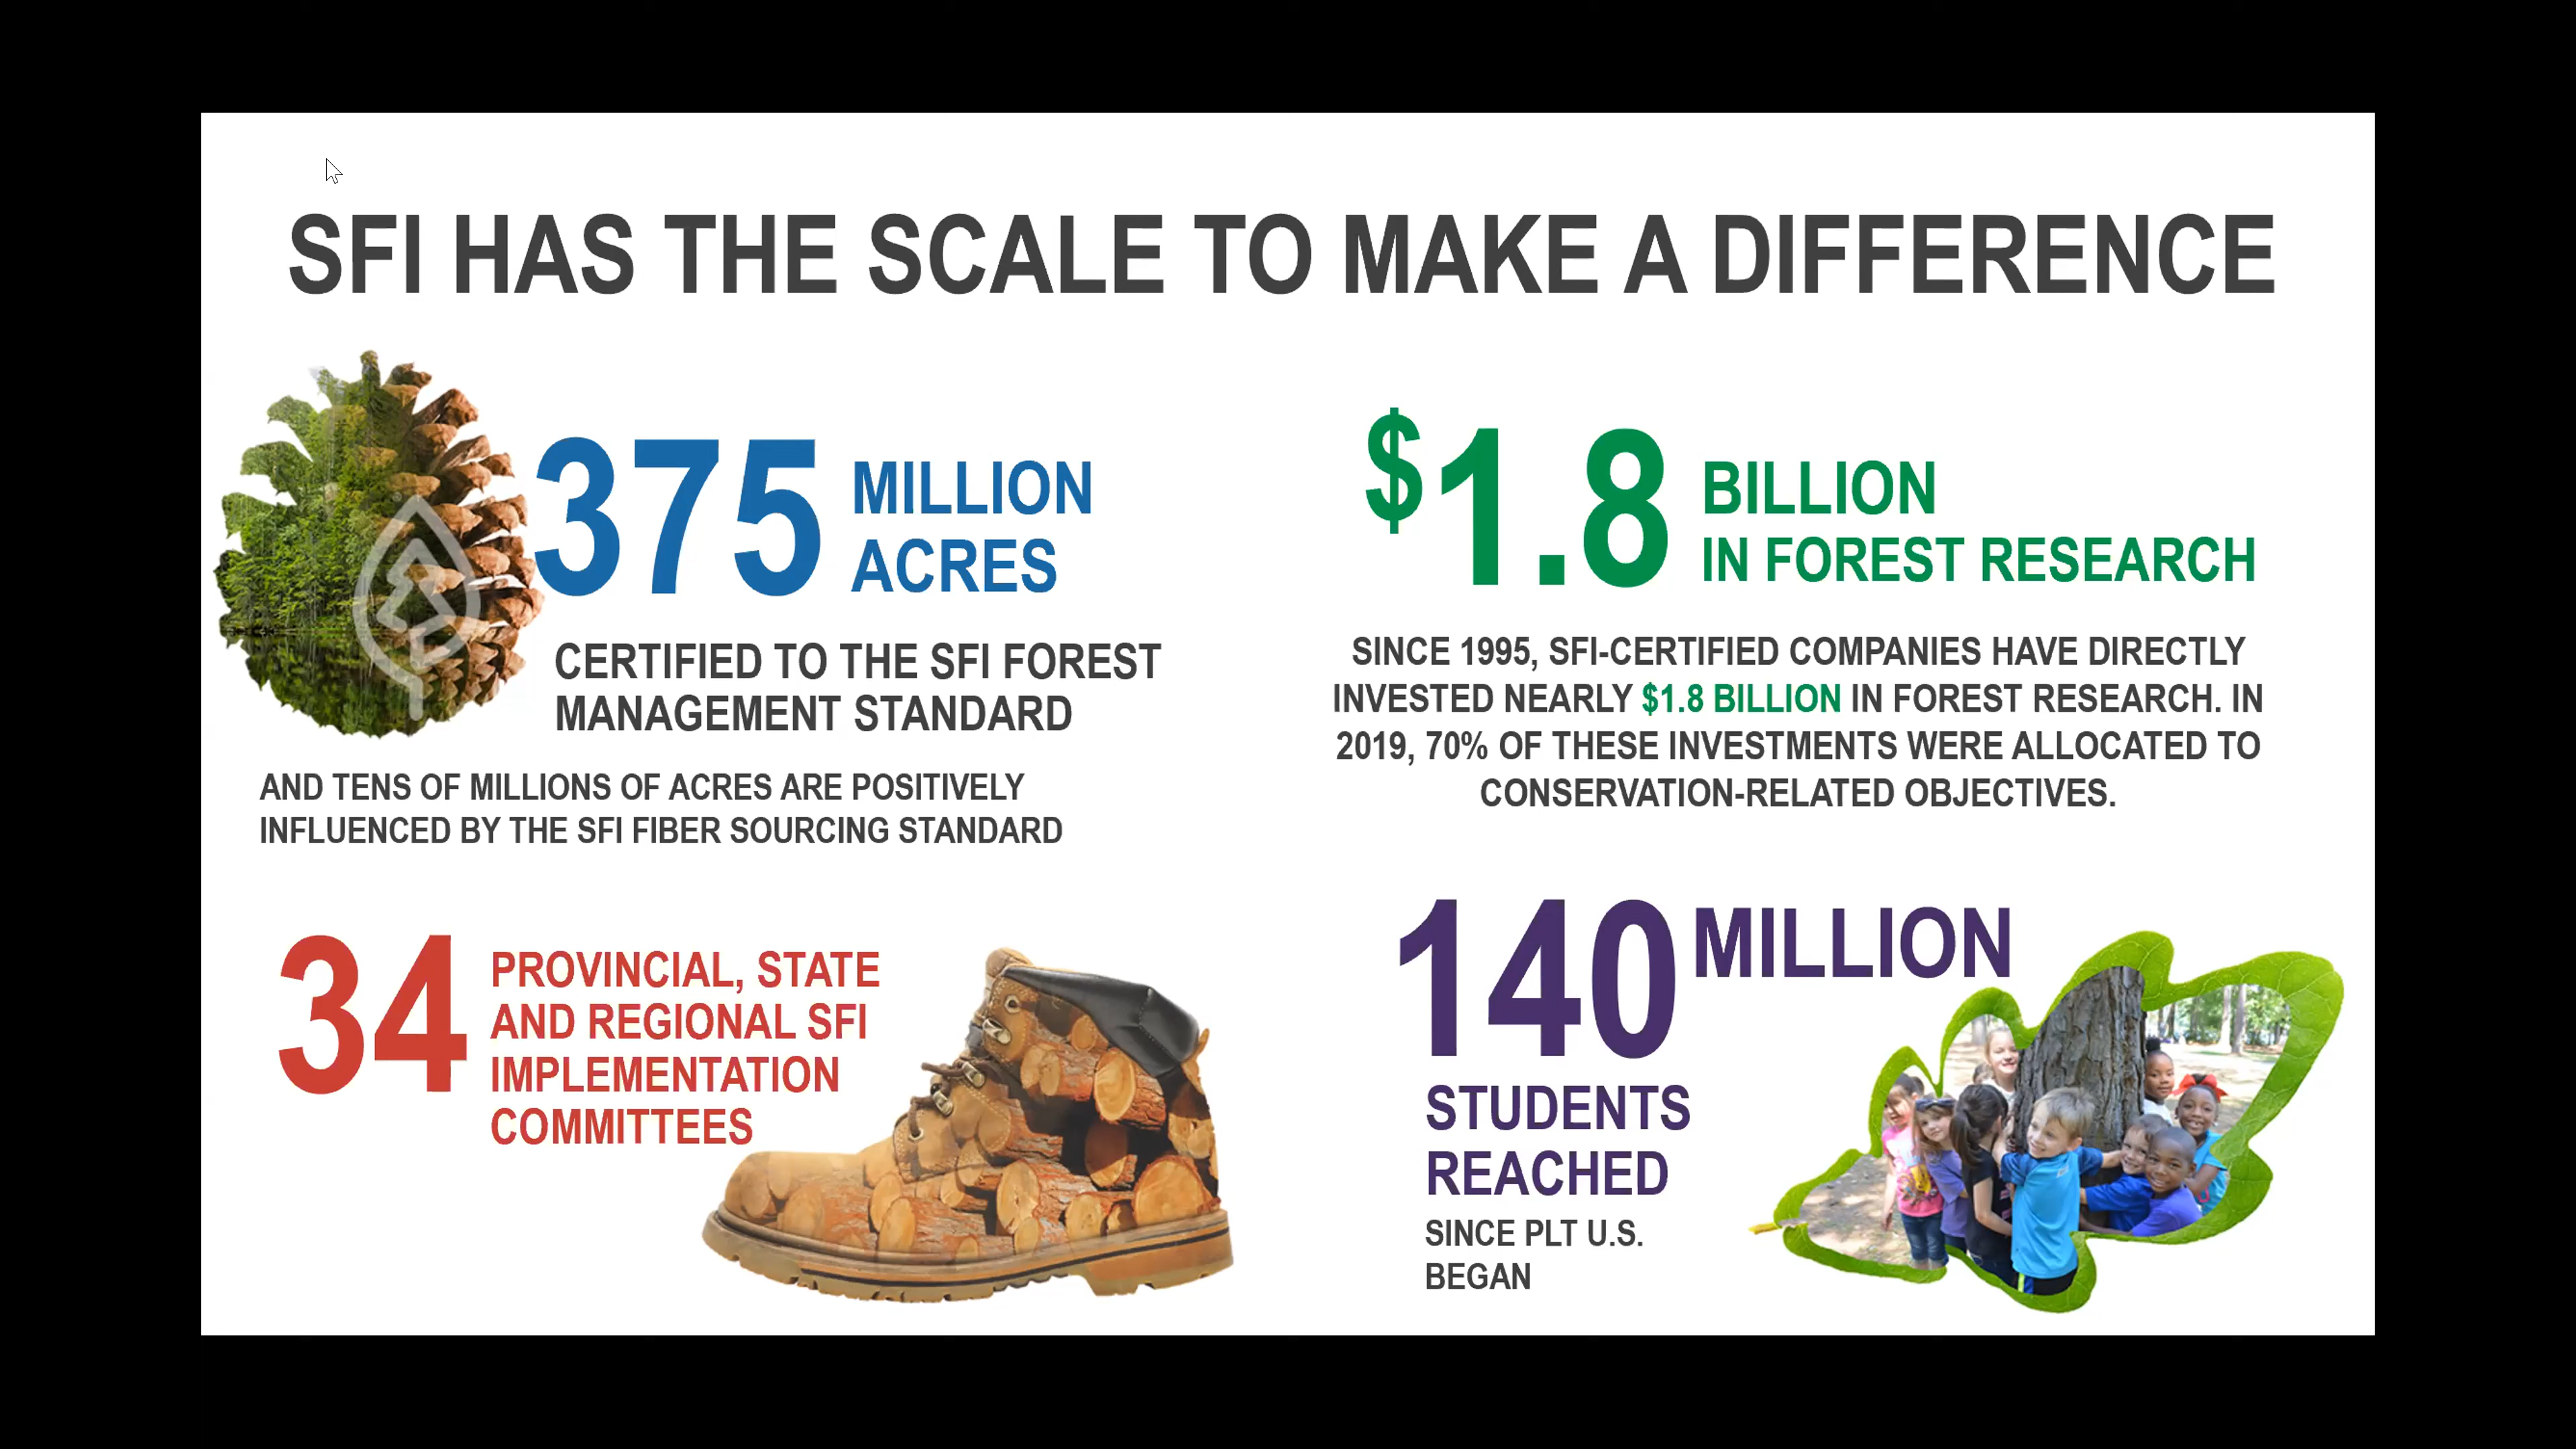 SFI HAS THE SCALE TO MAKE A DIFFERENCE
375 MILLION
ACRES
CERTIFIED TO THE SFI FOREST
MANAGEMENT STANDARD
AND TENS OF MILLIONS OF ACRES ARE POSITIVELY
INFLUENCED BY THE SFI FIBER SOURCING STANDARD
$1.8 BILLION
IN FOREST RESEARCH
SINCE 1995, SFI-CERTIFIED COMPANIES HAVE DIRECTLY
INVESTED NEARLY $1.8 BILLION IN FOREST RESEARCH. IN
2019, 70% OF THESE INVESTMENTS WERE ALLOCATED TO
CONSERVATION-RELATED OBJECTIVES.
34 PROVINCIAL, STATE
AND REGIONAL SFI
IMPLEMENTATION
COMMITTEES
140 MILLION
STUDENTS
REACHED
SINCE PLT U.S.
BEGAN